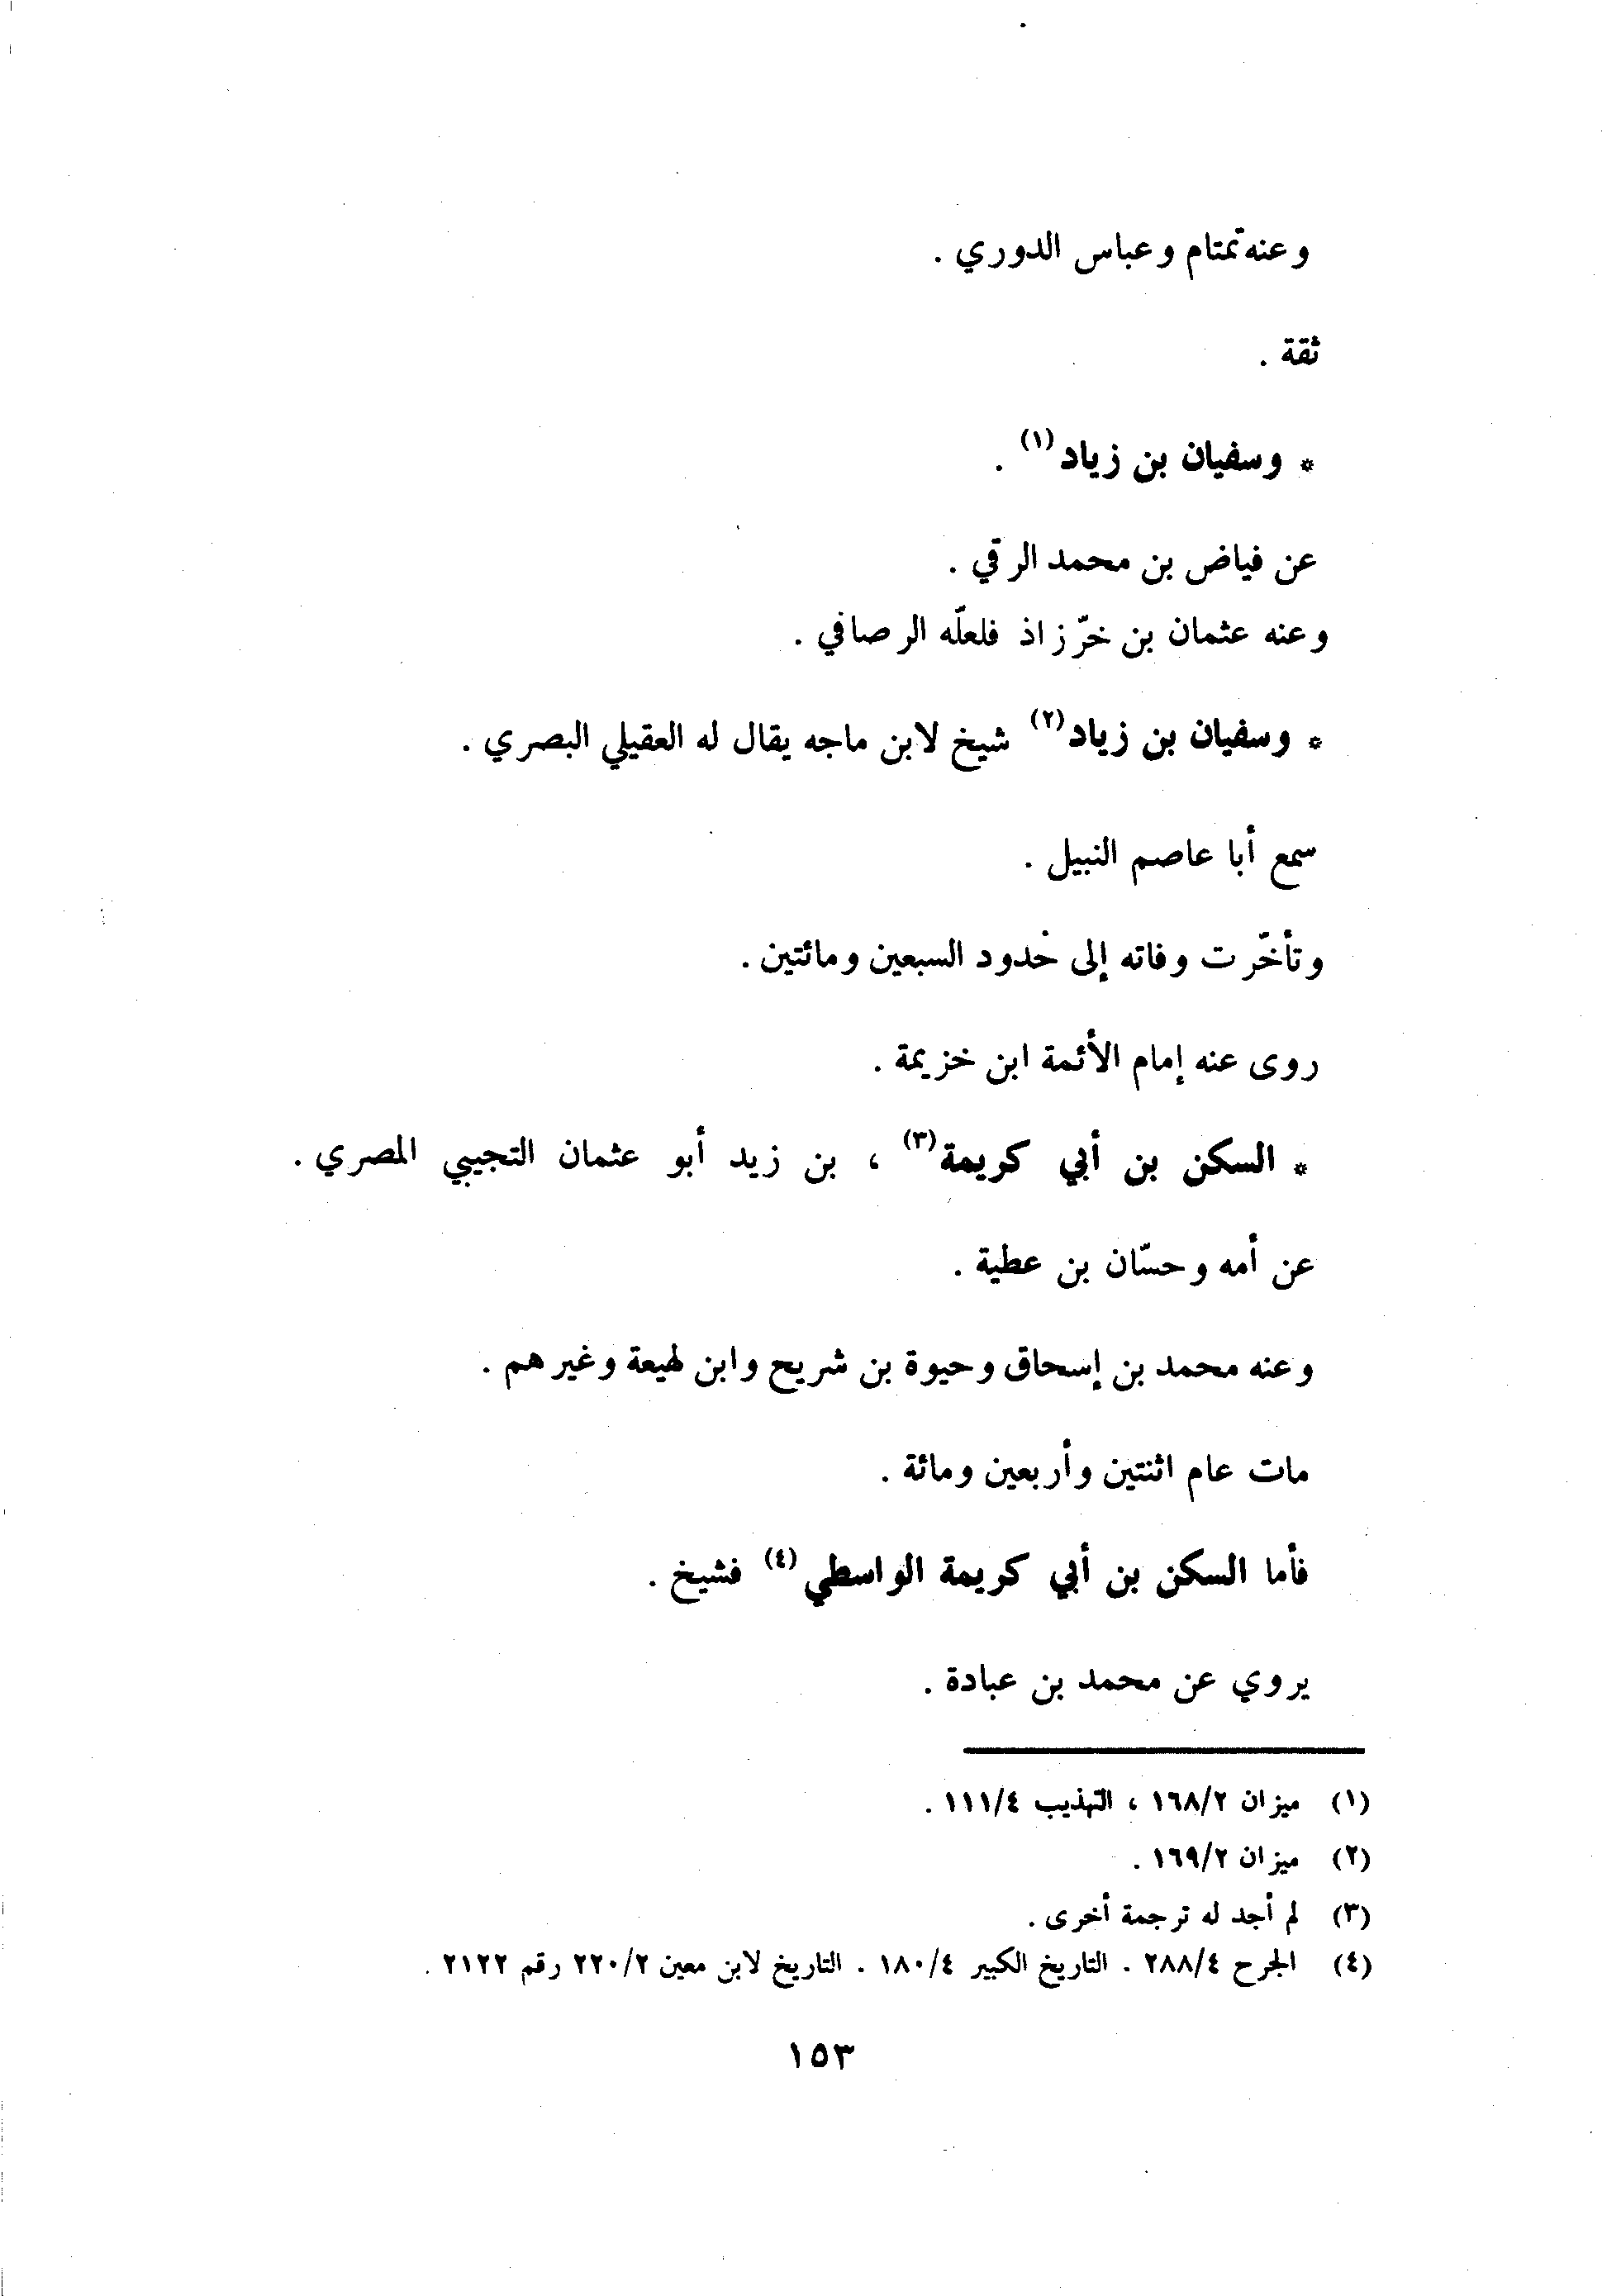 وعنه تمتام وعباس الدوري .
ثقة .
* وسفيان بن زياد (١) .
عن فياض بن محمد الرقي .
وعنه عثمان بن خرّزاذ فلعلّه الرصافي .
* وسفيان بن زياد (٢) شيخ لابن ماجه يقال له العقيلي البصري .
سمع أبا عاصم النبيل .
وتأخّرت وفاته إلى حدود السبعين ومائتين .
روى عنه إمام الأئمة ابن خزيمة .
* السكن بن أبي كريمة (٣) ، بن زيد أبو عثمان التجيبي المصري .
عن أمه وحسّان بن عطية .
وعنه محمد بن إسحاق وحيوة بن شريح وابن لهيعة وغيرهم .
مات عام اثنتين وأربعين ومائة .
فأما السكن بن أبي كريمة الواسطي (٤) فشيخ .
يروي عن محمد بن عبادة .
(١) ميزان ١٦٨/٢ ، التهذيب ١١١/٤ .
(٢) ميزان ١٦٩/٢ .
(٣) لم أجد له ترجمة أخرى .
(٤) الجرح ٢٨٨/٤ . التاريخ الكبير ١٨٠/٤ . التاريخ لابن معين ٢٢٠/٢ رقم ٢١٢٢ .
١٥٣